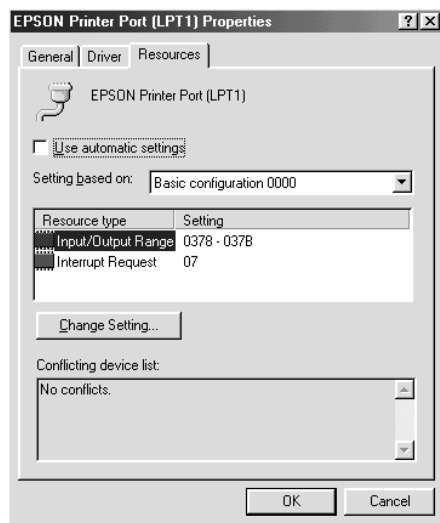 EPSON Printer Port (LPT1) Properties
General Driver Resources
EPSON Printer Port (LPT1)
Use automatic settings
Setting based on: Basic configuration 0000
Resource type Setting
Input/Output Range 0378 - 037B
Interrupt Request 07
Change Setting...
Conflicting device list:
No conflicts.
OK Cancel